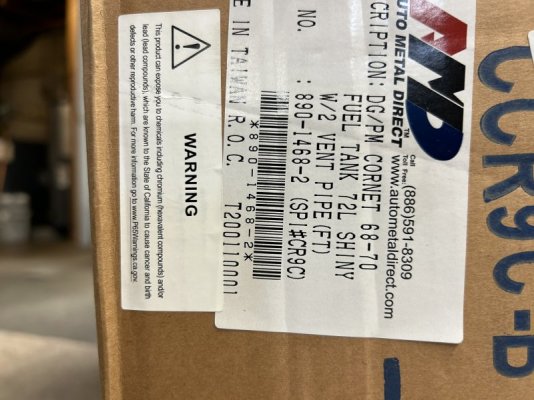 AMD
AUTO METAL DIRECT™
Call Toll Free: (886)591-8309
www.autometaldirect.com
CRIPTION: DG/PM CORNET 68-70
FUEL TANK 72L SHINY
W/2 VENT PIPE(FT)
NO. : 890-1468-2 (SPI#CR9C)
*890-1468-2*
E IN TAIWAN R.O.C. T200110001
WARNING
This product can expose you to chemicals including chromium (hexavalent compounds) and/or
lead (lead compounds), which are known to the State of California to cause cancer and birth
defects or other reproductive harm. For more information go to www.P65Warnings.ca.gov.
CCR9C-B